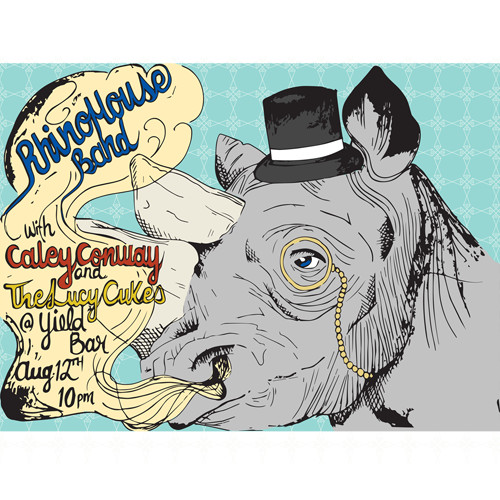 RhinoHouse
Band
with
Caley Conway
and
The Lucy Cukes
@ Yield
Bar
Aug 12TH
10pm